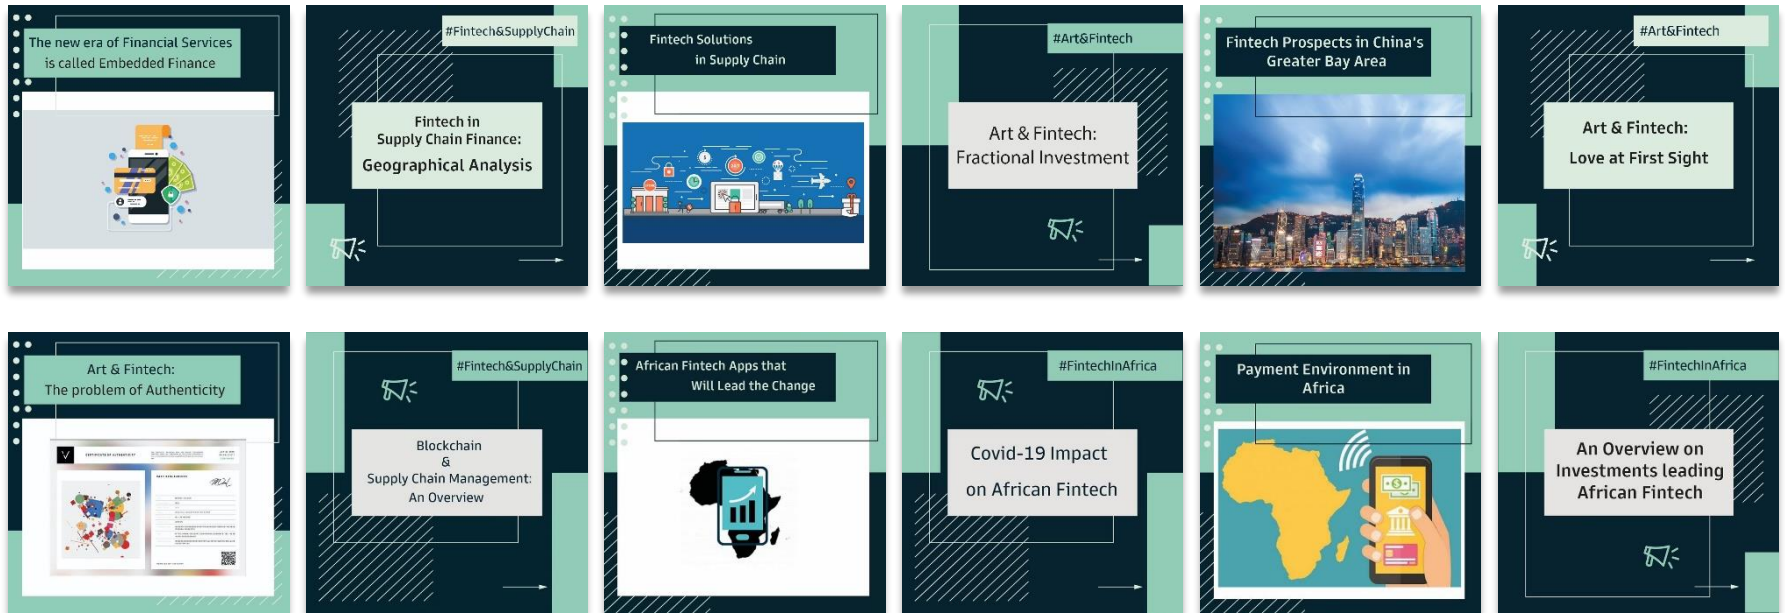 The new era of Financial Services
is called Embedded Finance
#Fintech&SupplyChain
Fintech in
Supply Chain Finance:
Geographical Analysis
Fintech Solutions
in Supply Chain
#Art&Fintech
Art & Fintech:
Fractional Investment
Fintech Prospects in China's
Greater Bay Area
#Art&Fintech
Art & Fintech:
Love at First Sight
Art & Fintech:
The problem of Authenticity
#Fintech&SupplyChain
Blockchain
&
Supply Chain Management:
An Overview
African Fintech Apps that
Will Lead the Change
#FintechInAfrica
Covid-19 Impact
on African Fintech
Payment Environment in
Africa
#FintechInAfrica
An Overview on
Investments leading
African Fintech